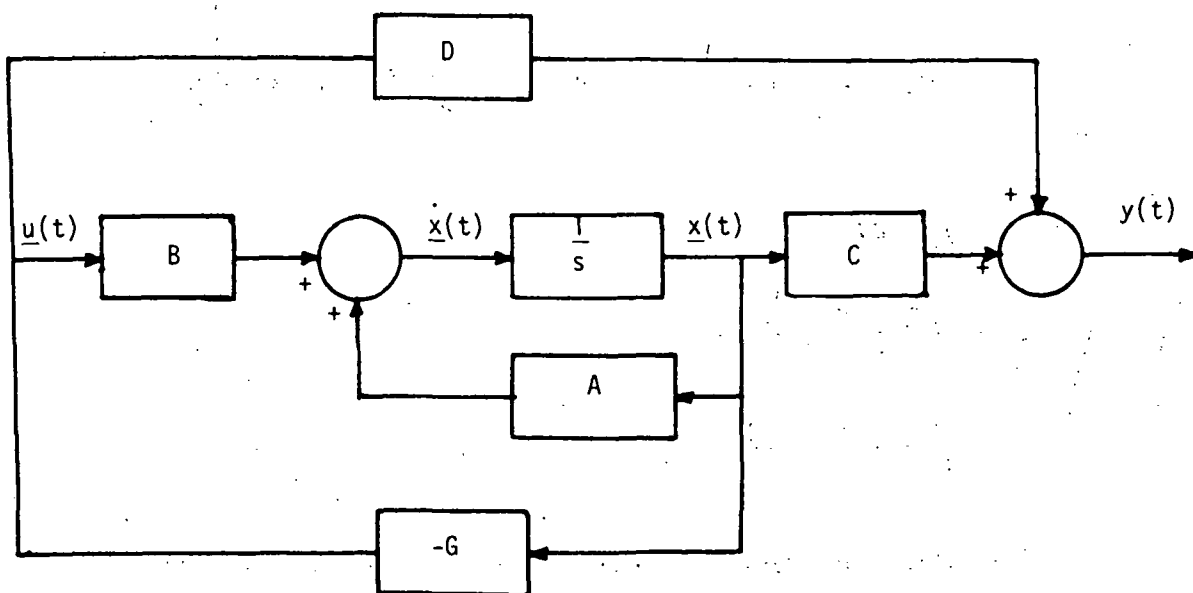 D
+
u(t)
B
+
+
ẋ(t)
1
s
x(t)
C
+
y(t)
A
-G